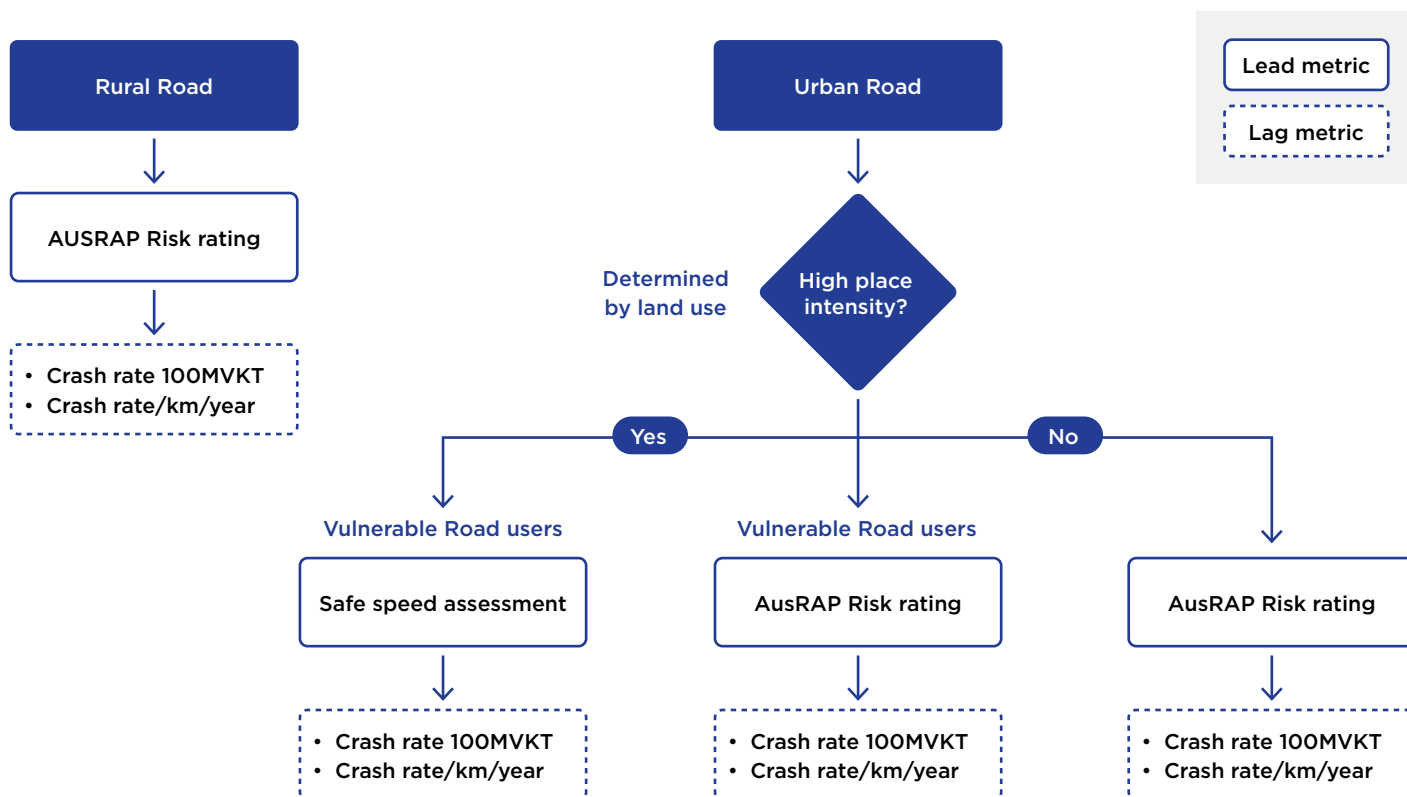 Rural Road
Urban Road
Lead metric
Lag metric
AUSRAP Risk rating
Determined
by land use
High place
intensity?
• Crash rate 100MVKT
• Crash rate/km/year
Yes
No
Vulnerable Road users
Vulnerable Road users
Safe speed assessment
AusRAP Risk rating
AusRAP Risk rating
• Crash rate 100MVKT
• Crash rate/km/year
• Crash rate 100MVKT
• Crash rate/km/year
• Crash rate 100MVKT
• Crash rate/km/year